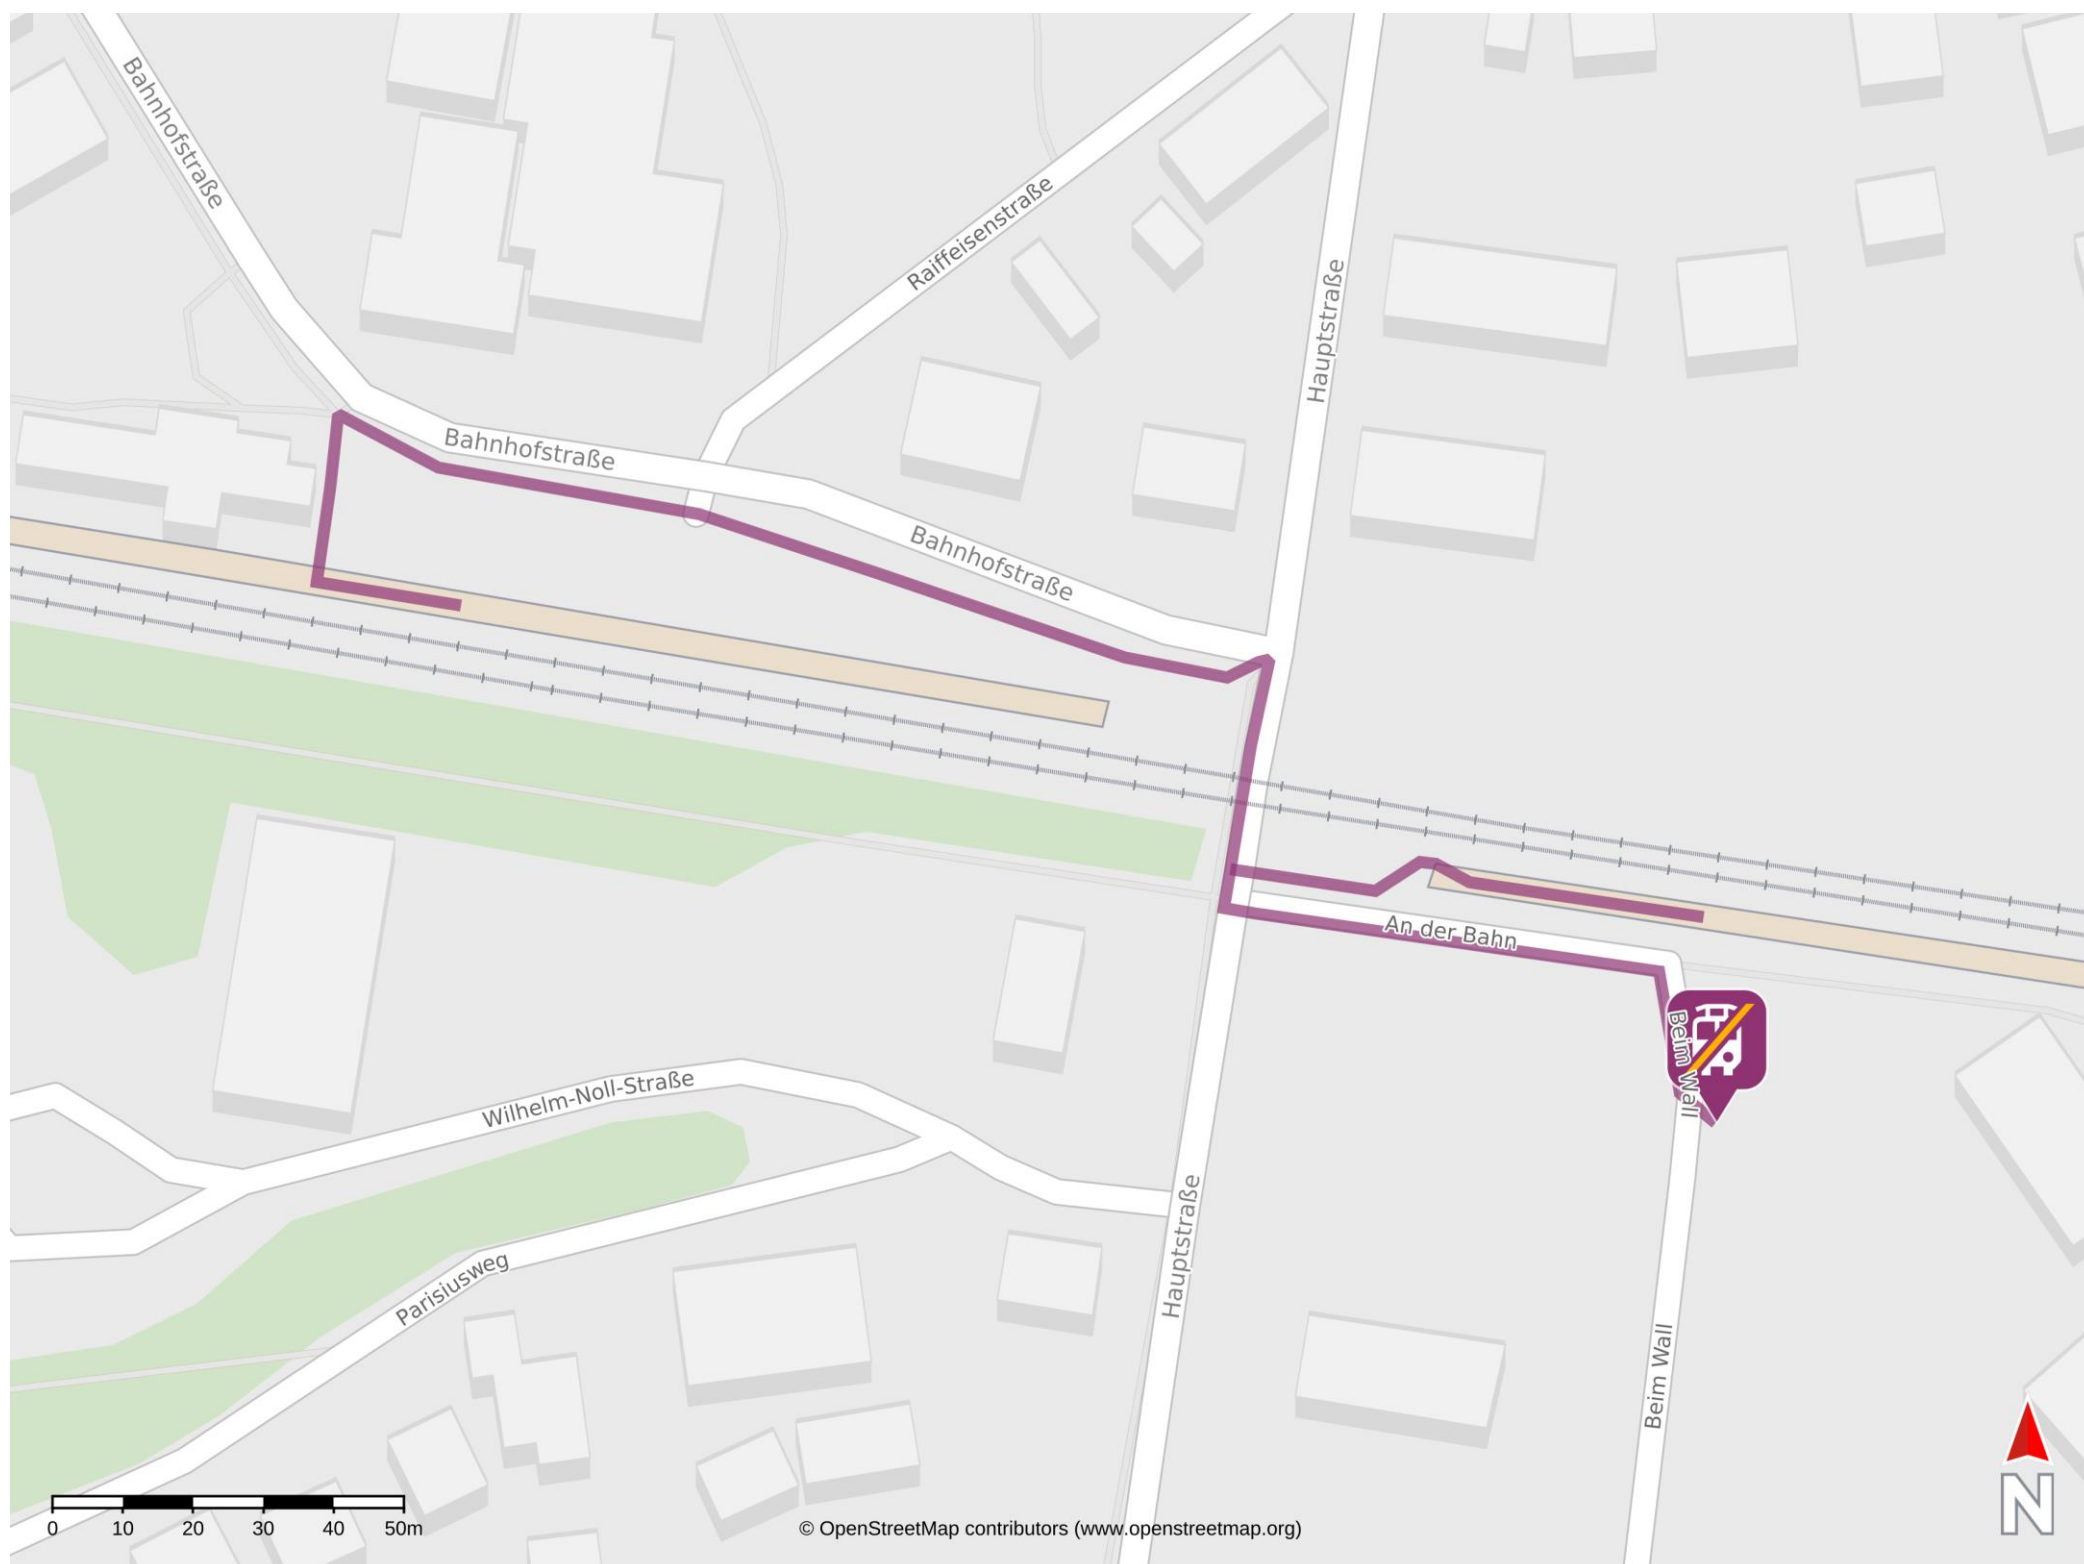 Bahnhofstraße
Raiffeisenstraße
Hauptstraße
Bahnhofstraße
Bahnhofstraße
An der Bahn
Beim Wall
Wilhelm-Noll-Straße
Hauptstraße
Parisiusweg
Beim Wall
0 10 20 30 40 50m
© OpenStreetMap contributors (www.openstreetmap.org)
N